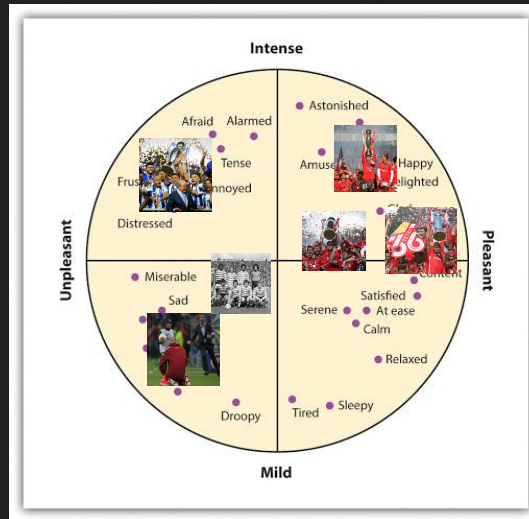 Intense
Astonished
Afraid
Alarmed
Tense
Amuse
Happy
Frus
nnoyed
elighted
Distressed
Unpleasant
Pleasant
Miserable
Content
Satisfied
Sad
Serene
At ease
Calm
Relaxed
Droopy
Tired
Sleepy
Mild